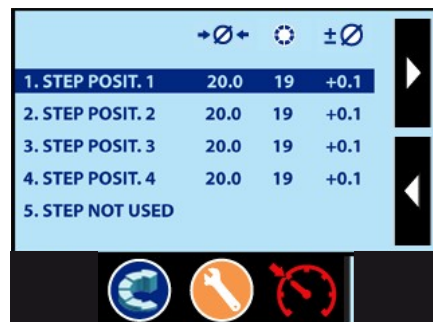 →Ø← ±Ø
1. STEP POSIT. 1 20.0 19 +0.1
2. STEP POSIT. 2 20.0 19 +0.1
3. STEP POSIT. 3 20.0 19 +0.1
4. STEP POSIT. 4 20.0 19 +0.1
5. STEP NOT USED